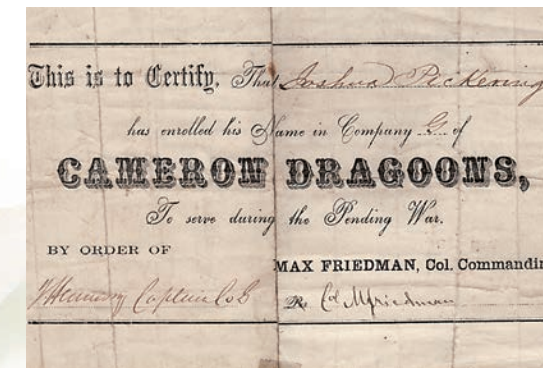 This is to Certify, That Joshua Pickering
has enrolled his Name in Company G of
CAMERON DRAGOONS,
To serve during the Pending War.
BY ORDER OF
MAX FRIEDMAN, Col. Commandin
Captain Co G
Col Mfriedman